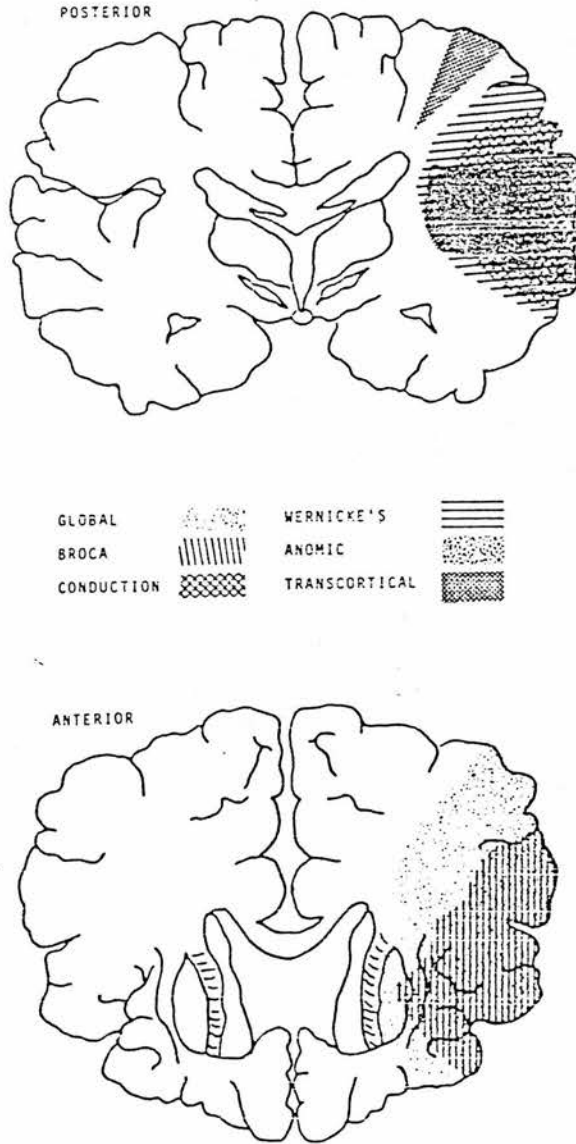 POSTERIOR
GLOBAL WERNICKE'S
BROCA ANOMIC
CONDUCTION TRANSCORTICAL
ANTERIOR